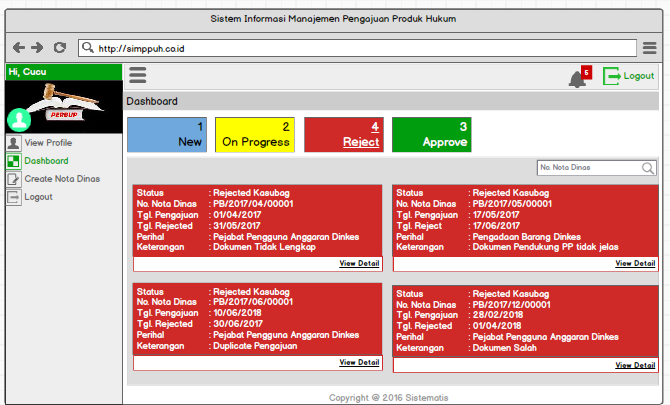 Sistem Informasi Manajemen Pengajuan Produk Hukum
http://simppuh.co.id
Hi, Cucu
5
Logout
PERBUP
Dashboard
1
New
2
On Progress
4
Reject
3
Approve
View Profile
Dashboard
Create Nota Dinas
Logout
No. Nota Dinas
Status : Rejected Kasubag
No. Nota Dinas : PB/2017/04/00001
Tgl. Pengajuan : 01/04/2017
Tgl. Rejected : 31/05/2017
Perihal : Pejabat Pengguna Anggaran Dinkes
Keterangan : Dokumen Tidak Lengkap
View Detail
Status : Rejected Kasubag
No. Nota Dinas : PB/2017/05/00001
Tgl. Pengajuan : 17/05/2017
Tgl. Reject : 17/06/2017
Perihal : Pengadaan Barang Dinkes
Keterangan : Dokumen Pendukung PP tidak jelas
View Detail
Status : Rejected Kasubag
No. Nota Dinas : PB/2017/06/00001
Tgl. Pengajuan : 10/06/2018
Tgl. Rejected : 30/06/2017
Perihal : Pejabat Pengguna Anggaran Dinkes
Keterangan : Duplicate Pengajuan
View Detail
Status : Rejected Kasubag
No. Nota Dinas : PB/2017/12/00001
Tgl. Pengajuan : 28/02/2018
Tgl. Rejected : 01/04/2018
Perihal : Pejabat Pengguna Anggaran Dinkes
Keterangan : Dokumen Salah
View Detail
Copyright @ 2016 Sistematis